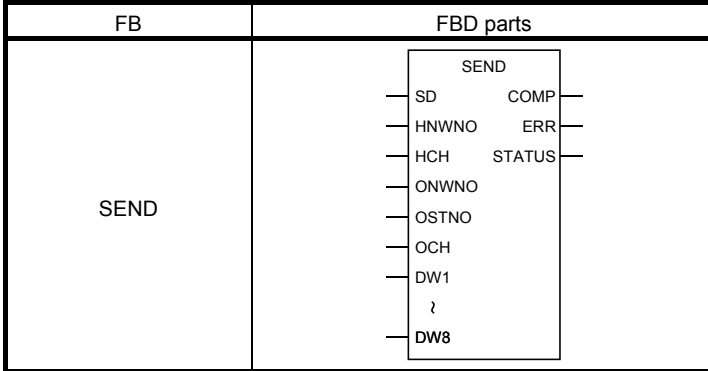 FB FBD parts
SEND
SEND
SD COMP
HNWNO ERR
HCH STATUS
ONWNO
OSTNO
OCH
DW1
~
DW8